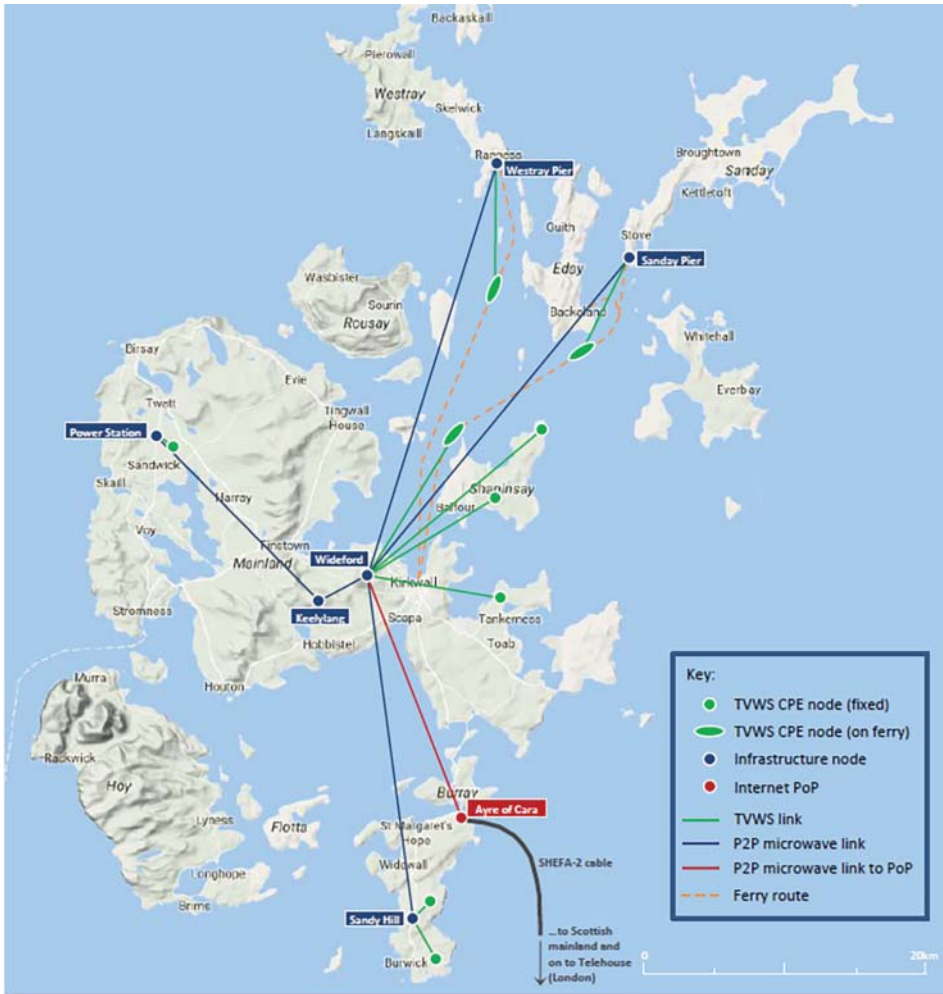 Backaskaill
Pierowall
Westray
Skelwick
Langskaill
Rapness
Westray Pier
Broughtown
Sanday
Kettletoft
Guith
Stove
Sanday Pier
Eday
Wasbister
Sourin
Rousay
Backaland
Whitehall
Everbay
Birsay
Evie
Twatt
Tingwall
House
Power Station
Sandwick
Skaill
Harray
Shapinsay
Balfour
Voy
Finstown
Wideford
Mainland
Kirkwall
Keelylang
Stromness
Scapa
Tankerness
Toab
Hobbister
Houton
Murra
Rackwick
Hoy
Lyness
Flotta
Longhope
Brims
Burray
Ayre of Cara
St Margaret's
Hope
SHEFA-2 cable
Widewall
Sandy Hill
Burwick
...to Scottish
mainland and
on to Telehouse
(London)
Key:
TVWS CPE node (fixed)
TVWS CPE node (on ferry)
Infrastructure node
Internet PoP
TVWS link
P2P microwave link
P2P microwave link to PoP
Ferry route
0 20km